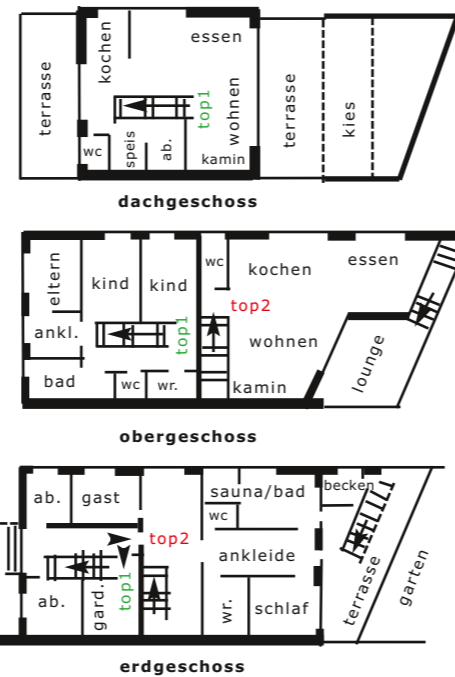 terrasse
kochen
essen
wohnen
top1
wc
speis
ab.
kamin
terrasse
kies
dachgeschoss
eltern
kind
kind
wc
kochen
essen
top2
ankl.
top1
wohnen
lounge
bad
wc
wr.
kamin
obergeschoss
ab.
gast
sauna/bad
becken
wc
top2
ankleide
ab.
gard.
top1
wr.
schlaf
terrasse
garten
erdgeschoss